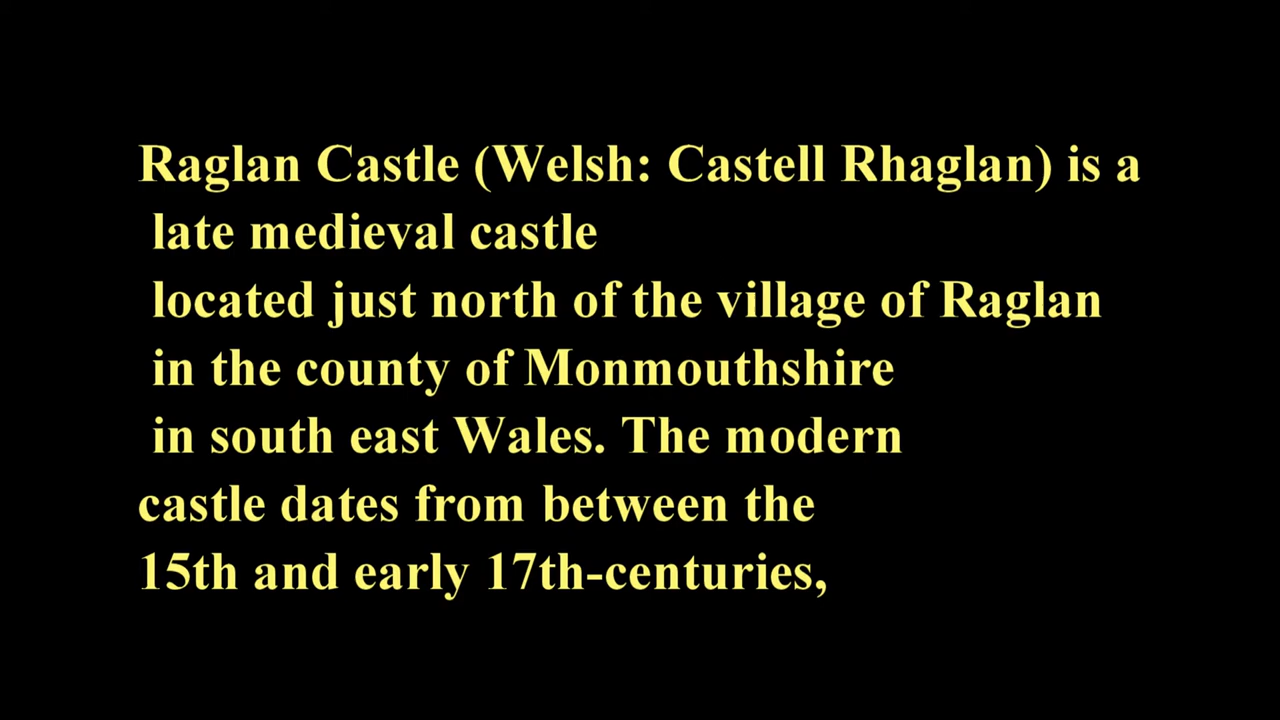 Raglan Castle (Welsh: Castell Rhaglan) is a
late medieval castle
located just north of the village of Raglan
in the county of Monmouthshire
in south east Wales. The modern
castle dates from between the
15th and early 17th-centuries,